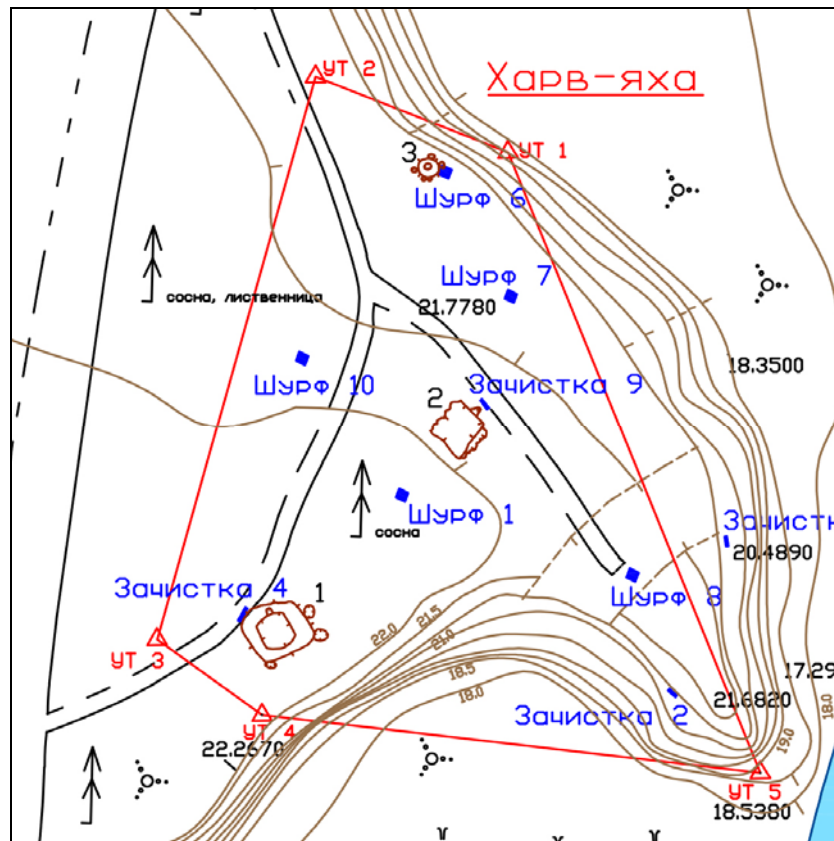 УТ 2
Харв-яха
УТ 1
3
Шурф 6
Шурф 7
21.7780
сосна, лиственница
18.3500
Шурф 10
Зачистка 9
2
Шурф 1
сосна
Зачистк
20.4890
Зачистка 4
1
Шурф 8
22.0
21.5
21.0
УТ 3
18.5
18.0
17.29
21.6820
18.0
Зачистка 2
УТ 4
22.2670
19.0
УТ 5
18.5380